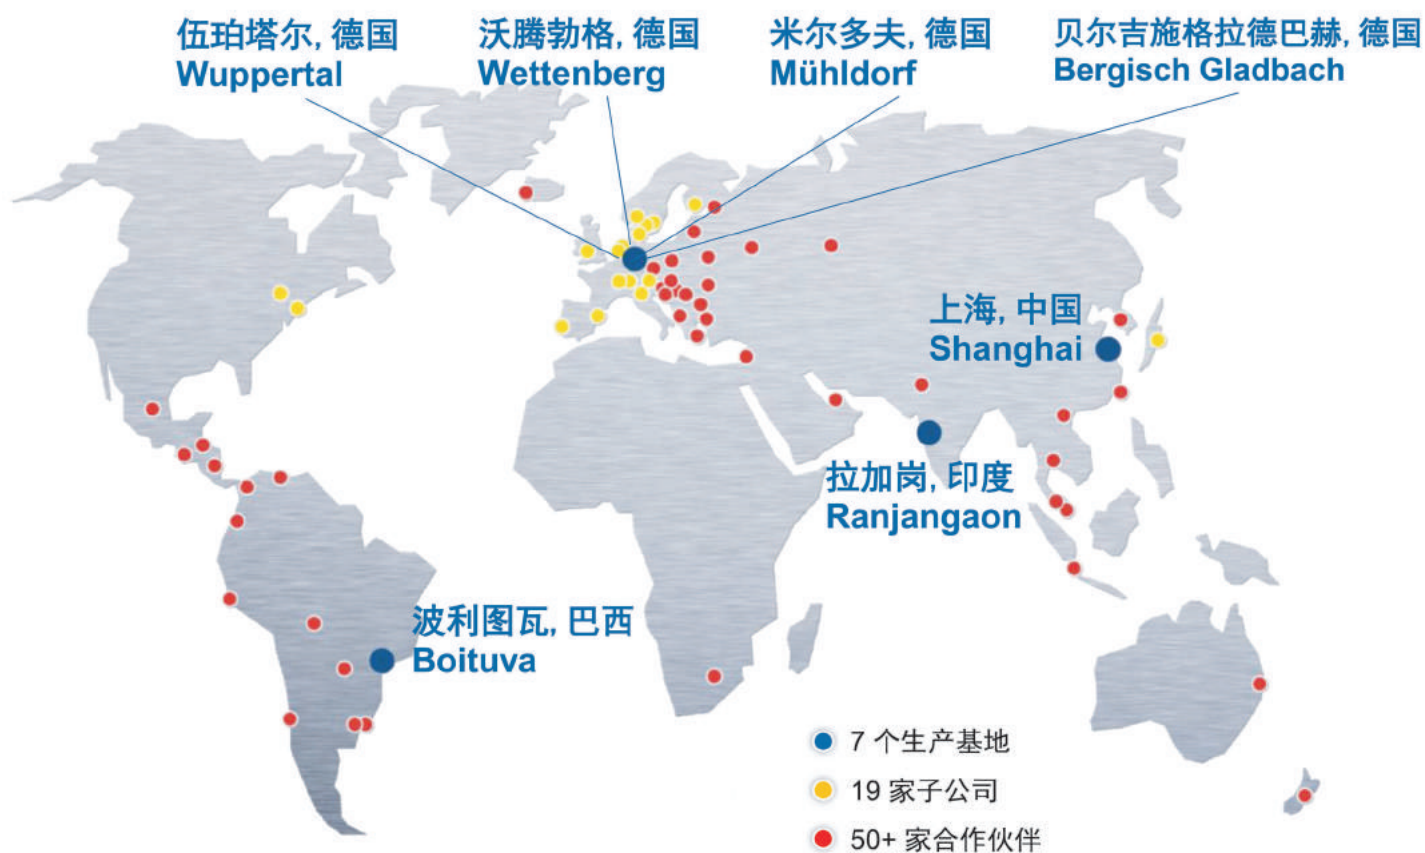 伍珀塔尔, 德国
Wuppertal
沃腾勃格, 德国
Wettenberg
米尔多夫, 德国
Mühldorf
贝尔吉施格拉德巴赫, 德国
Bergisch Gladbach
上海, 中国
Shanghai
拉加岗, 印度
Ranjangaon
波利图瓦, 巴西
Boituva
7 个生产基地
19 家子公司
50+ 家合作伙伴